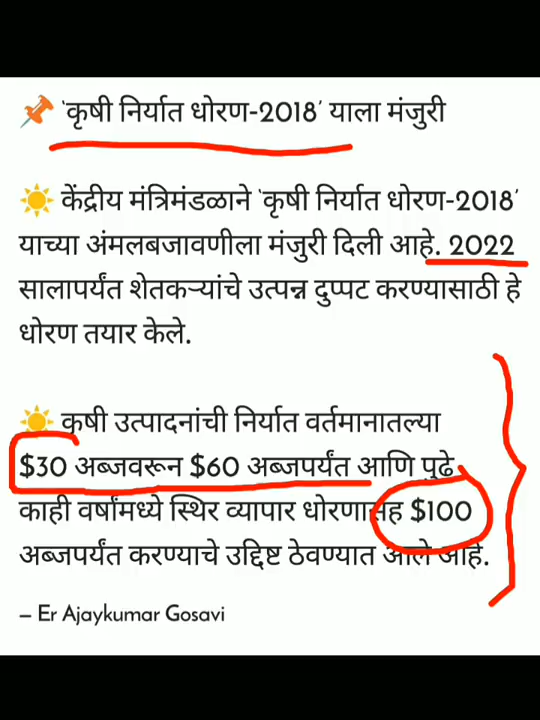 'कृषी निर्यात धोरण-2018' याला मंजुरी
केंद्रीय मंत्रिमंडळाने 'कृषी निर्यात धोरण-2018'
याच्या अंमलबजावणीला मंजुरी दिली आहे. 2022
सालापर्यंत शेतकऱ्यांचे उत्पन्न दुप्पट करण्यासाठी हे
धोरण तयार केले.
कृषी उत्पादनांची निर्यात वर्तमानातल्या
$30 अब्जवरून $60 अब्जपर्यंत आणि पुढे
काही वर्षांमध्ये स्थिर व्यापार धोरणासह $100
अब्जपर्यंत करण्याचे उद्दिष्ट ठेवण्यात आले आहे.
– Er Ajaykumar Gosavi